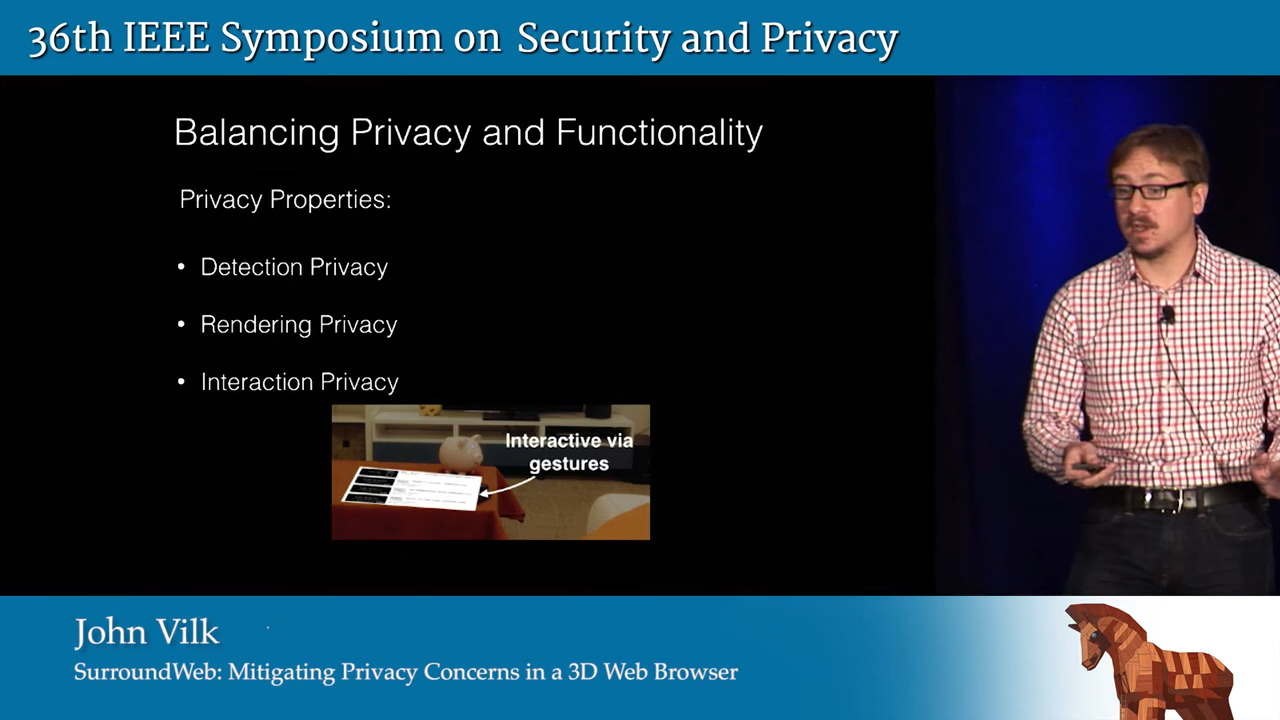 36th IEEE Symposium on Security and Privacy
Balancing Privacy and Functionality
Privacy Properties:
• Detection Privacy
• Rendering Privacy
• Interaction Privacy
Interactive via
gestures
John Vilk
SurroundWeb: Mitigating Privacy Concerns in a 3D Web Browser